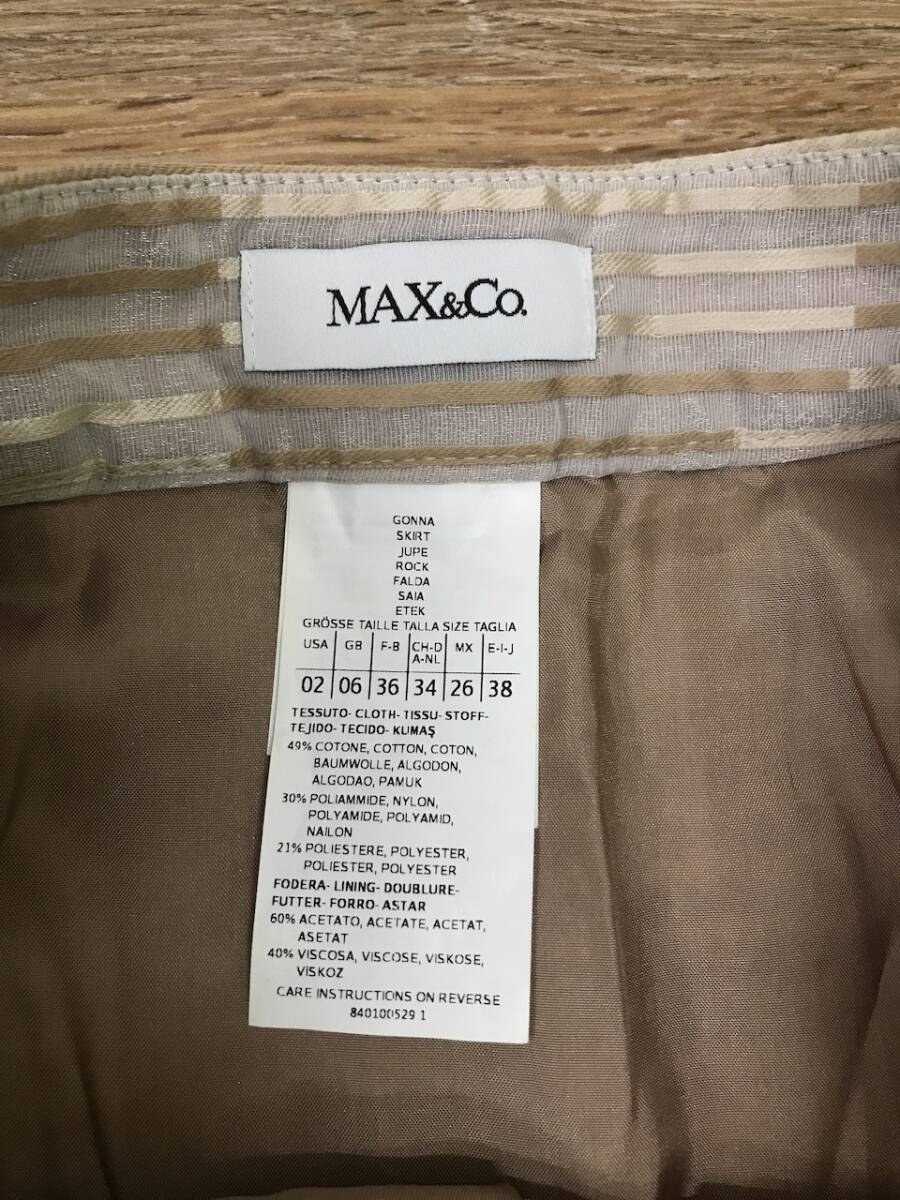 MAX&Co.
GONNA
SKIRT
JUPE
ROCK
FALDA
SAIA
ETEK
GRÖSSE TAILLE TALLA SIZE TAGLIA
USA GB F-B CH-D A-NL MX E-I-J
02 06 36 34 26 38
TESSUTO- CLOTH- TISSU- STOFF-
TEJIDO- TECIDO- KUMAŞ
49% COTONE, COTTON, COTON,
BAUMWOLLE, ALGODON,
ALGODAO, PAMUK
30% POLIAMMIDE, NYLON,
POLYAMIDE, POLYAMID,
NAILON
21% POLIESTERE, POLYESTER,
POLIESTER, POLYESTER
FODERA- LINING- DOUBLURE-
FUTTER- FORRO- ASTAR
60% ACETATO, ACETATE, ACETAT,
ASETAT
40% VISCOSA, VISCOSE, VISKOSE,
VISKOZ
CARE INSTRUCTIONS ON REVERSE
840100529 1